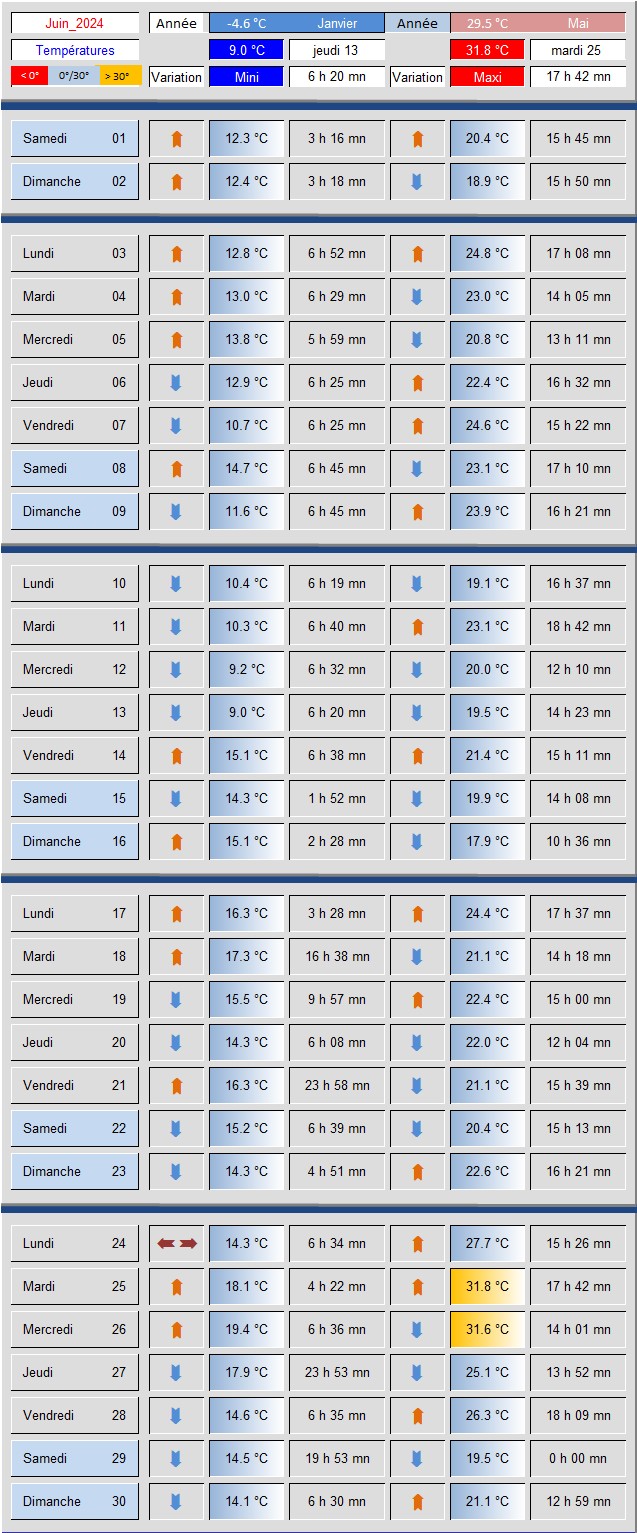 Juin_2024 Année -4.6 °C Janvier Année 29.5 °C Mai
Températures 9.0 °C jeudi 13 31.8 °C mardi 25
< 0° 0°/30° > 30° Variation Mini 6 h 20 mn Variation Maxi 17 h 42 mn
Samedi 01 12.3 °C 3 h 16 mn 20.4 °C 15 h 45 mn
Dimanche 02 12.4 °C 3 h 18 mn 18.9 °C 15 h 50 mn
Lundi 03 12.8 °C 6 h 52 mn 24.8 °C 17 h 08 mn
Mardi 04 13.0 °C 6 h 29 mn 23.0 °C 14 h 05 mn
Mercredi 05 13.8 °C 5 h 59 mn 20.8 °C 13 h 11 mn
Jeudi 06 12.9 °C 6 h 25 mn 22.4 °C 16 h 32 mn
Vendredi 07 10.7 °C 6 h 25 mn 24.6 °C 15 h 22 mn
Samedi 08 14.7 °C 6 h 45 mn 23.1 °C 17 h 10 mn
Dimanche 09 11.6 °C 6 h 45 mn 23.9 °C 16 h 21 mn
Lundi 10 10.4 °C 6 h 19 mn 19.1 °C 16 h 37 mn
Mardi 11 10.3 °C 6 h 40 mn 23.1 °C 18 h 42 mn
Mercredi 12 9.2 °C 6 h 32 mn 20.0 °C 12 h 10 mn
Jeudi 13 9.0 °C 6 h 20 mn 19.5 °C 14 h 23 mn
Vendredi 14 15.1 °C 6 h 38 mn 21.4 °C 15 h 11 mn
Samedi 15 14.3 °C 1 h 52 mn 19.9 °C 14 h 08 mn
Dimanche 16 15.1 °C 2 h 28 mn 17.9 °C 10 h 36 mn
Lundi 17 16.3 °C 3 h 28 mn 24.4 °C 17 h 37 mn
Mardi 18 17.3 °C 16 h 38 mn 21.1 °C 14 h 18 mn
Mercredi 19 15.5 °C 9 h 57 mn 22.4 °C 15 h 00 mn
Jeudi 20 14.3 °C 6 h 08 mn 22.0 °C 12 h 04 mn
Vendredi 21 16.3 °C 23 h 58 mn 21.1 °C 15 h 39 mn
Samedi 22 15.2 °C 6 h 39 mn 20.4 °C 15 h 13 mn
Dimanche 23 14.3 °C 4 h 51 mn 22.6 °C 16 h 21 mn
Lundi 24 14.3 °C 6 h 34 mn 27.7 °C 15 h 26 mn
Mardi 25 18.1 °C 4 h 22 mn 31.8 °C 17 h 42 mn
Mercredi 26 19.4 °C 6 h 36 mn 31.6 °C 14 h 01 mn
Jeudi 27 17.9 °C 23 h 53 mn 25.1 °C 13 h 52 mn
Vendredi 28 14.6 °C 6 h 35 mn 26.3 °C 18 h 09 mn
Samedi 29 14.5 °C 19 h 53 mn 19.5 °C 0 h 00 mn
Dimanche 30 14.1 °C 6 h 30 mn 21.1 °C 12 h 59 mn